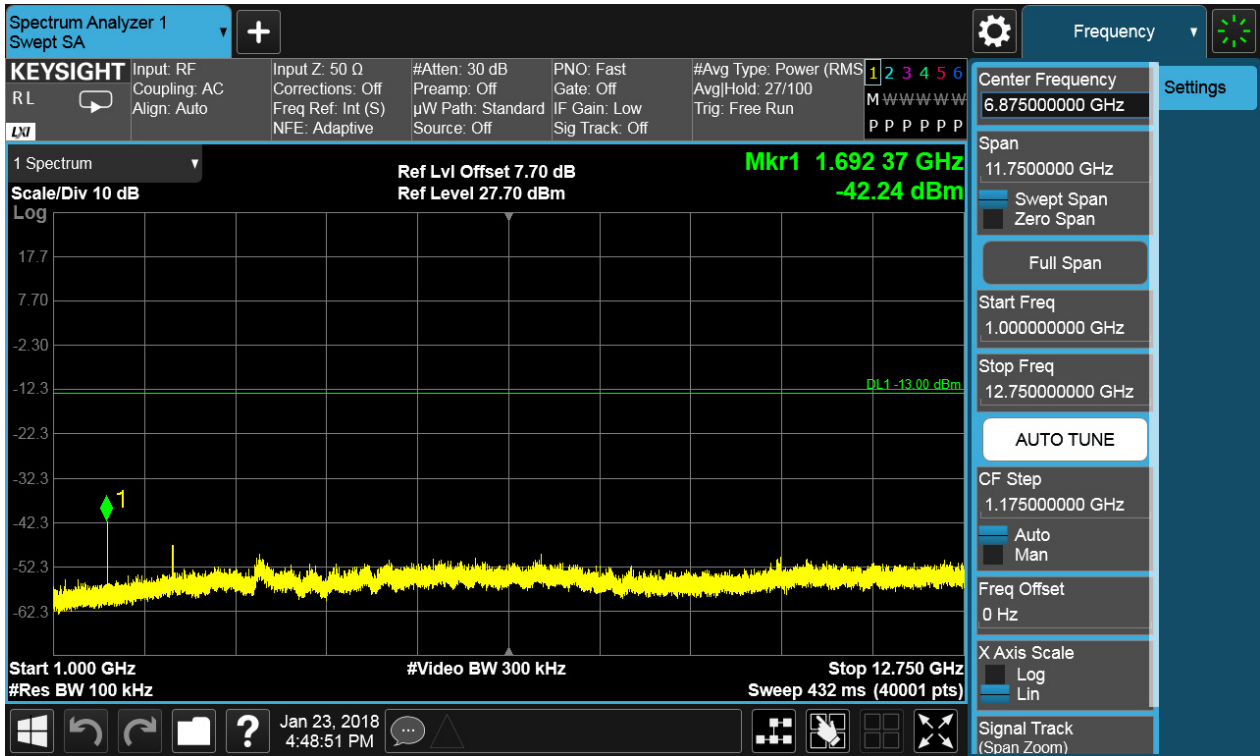 Spectrum Analyzer 1
Swept SA
+
Frequency
KEYSIGHT
R L
LXI
Input: RF
Coupling: AC
Align: Auto
Input Z: 50 Ω
Corrections: Off
Freq Ref: Int (S)
NFE: Adaptive
#Atten: 30 dB
Preamp: Off
µW Path: Standard
Source: Off
PNO: Fast
Gate: Off
IF Gain: Low
Sig Track: Off
#Avg Type: Power (RMS
Avg|Hold: 27/100
Trig: Free Run
1 2 3 4 5 6
M W W W W W
P P P P P P
1 Spectrum
Scale/Div 10 dB
Log
Ref Lvl Offset 7.70 dB
Ref Level 27.70 dBm
Mkr1 1.692 37 GHz
-42.24 dBm
17.7
7.70
-2.30
-12.3
DL1 -13.00 dBm
-22.3
-32.3
1
-42.3
-52.3
-62.3
Start 1.000 GHz
#Video BW 300 kHz
Stop 12.750 GHz
#Res BW 100 kHz
Sweep 432 ms (40001 pts)
Center Frequency
6.875000000 GHz
Settings
Span
11.7500000 GHz
Swept Span
Zero Span
Full Span
Start Freq
1.000000000 GHz
Stop Freq
12.750000000 GHz
AUTO TUNE
CF Step
1.175000000 GHz
Auto
Man
Freq Offset
0 Hz
X Axis Scale
Log
Lin
Signal Track
(Span Zoom)
?
Jan 23, 2018
4:48:51 PM